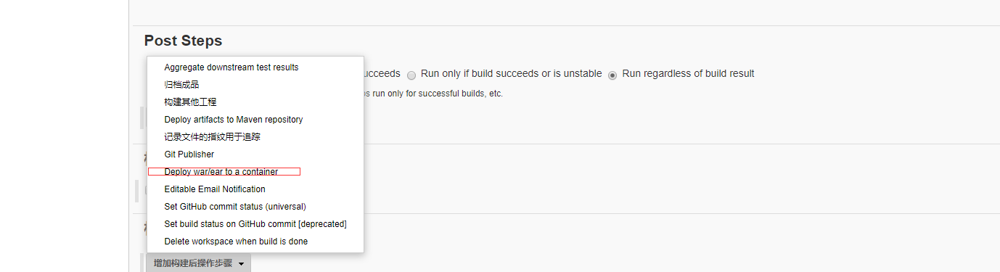 Post Steps
ucceeds Run only if build succeeds or is unstable Run regardless of build result
run only for successful builds, etc.
Aggregate downstream test results
归档成品
构建其他工程
Deploy artifacts to Maven repository
记录文件的指纹用于追踪
Git Publisher
Deploy war/ear to a container
Editable Email Notification
Set GitHub commit status (universal)
Set build status on GitHub commit [deprecated]
Delete workspace when build is done
增加构建后操作步骤